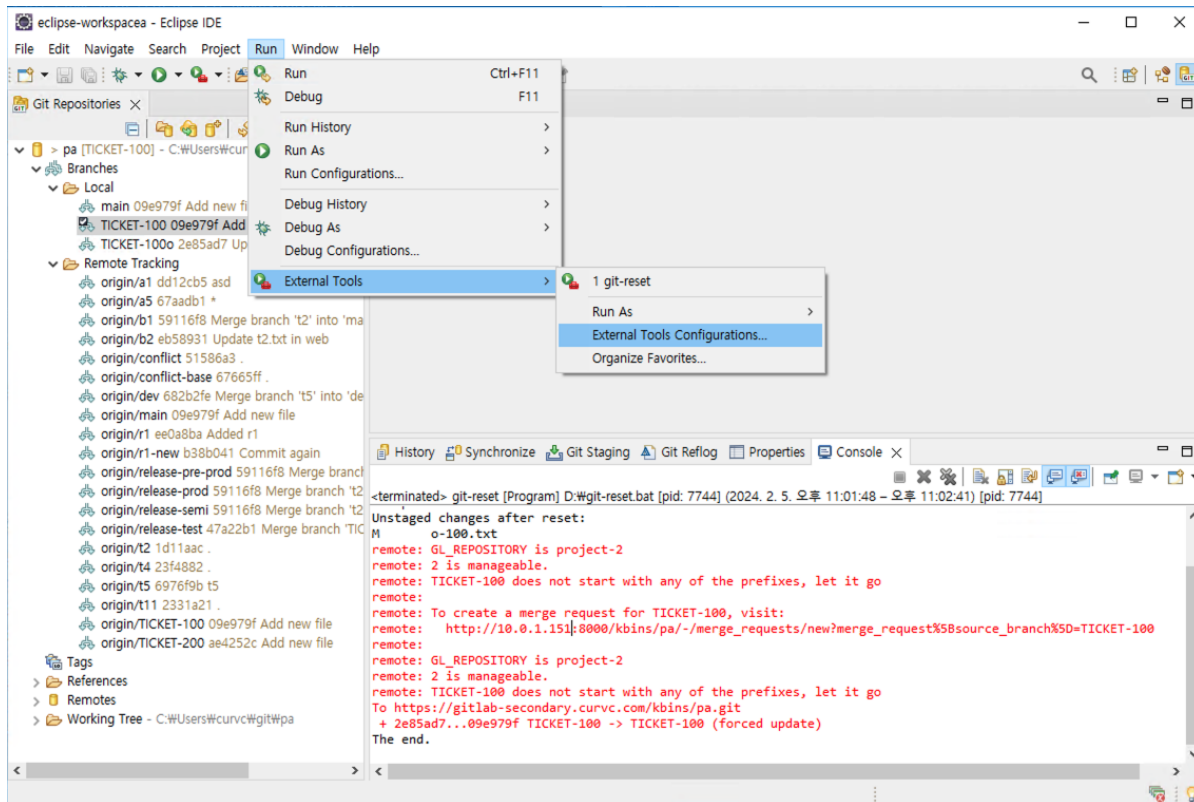 eclipse-workspacea - Eclipse IDE
File Edit Navigate Search Project Run Window Help
Git Repositories
> pa [TICKET-100] - C:₩Users₩cur
Branches
Local
main 09e979f Add new fi
TICKET-100 09e979f Add
TICKET-100o 2e85ad7 Up
Remote Tracking
origin/a1 dd12cb5 asd
origin/a5 67aadb1 *
origin/b1 59116f8 Merge branch 't2' into 'ma
origin/b2 eb58931 Update t2.txt in web
origin/conflict 51586a3 .
origin/conflict-base 67665ff .
origin/dev 682b2fe Merge branch 't5' into 'de
origin/main 09e979f Add new file
origin/r1 ee0a8ba Added r1
origin/r1-new b38b041 Commit again
origin/release-pre-prod 59116f8 Merge branch
origin/release-prod 59116f8 Merge branch 't2
origin/release-semi 59116f8 Merge branch 't2
origin/release-test 47a22b1 Merge branch 'TIC
origin/t2 1d11aac .
origin/t4 23f4882 .
origin/t5 6976f9b t5
origin/t11 2331a21 .
origin/TICKET-100 09e979f Add new file
origin/TICKET-200 ae4252c Add new file
Tags
References
Remotes
Working Tree - C:₩Users₩curvc₩git₩pa
Run Ctrl+F11
Debug F11
Run History
Run As
Run Configurations...
Debug History
Debug As
Debug Configurations...
External Tools
1 git-reset
Run As
External Tools Configurations...
Organize Favorites...
History Synchronize Git Staging Git Reflog Properties Console
<terminated> git-reset [Program] D:₩git-reset.bat [pid: 7744] (2024. 2. 5. 오후 11:01:48 – 오후 11:02:41) [pid: 7744]
Unstaged changes after reset:
M o-100.txt
remote: GL_REPOSITORY is project-2
remote: 2 is manageable.
remote: TICKET-100 does not start with any of the prefixes, let it go
remote:
remote: To create a merge request for TICKET-100, visit:
remote: http://10.0.1.151:8000/kbins/pa/-/merge_requests/new?merge_request%5Bsource_branch%5D=TICKET-100
remote:
remote: GL_REPOSITORY is project-2
remote: 2 is manageable.
remote: TICKET-100 does not start with any of the prefixes, let it go
To https://gitlab-secondary.curvc.com/kbins/pa.git
+ 2e85ad7...09e979f TICKET-100 -> TICKET-100 (forced update)
The end.